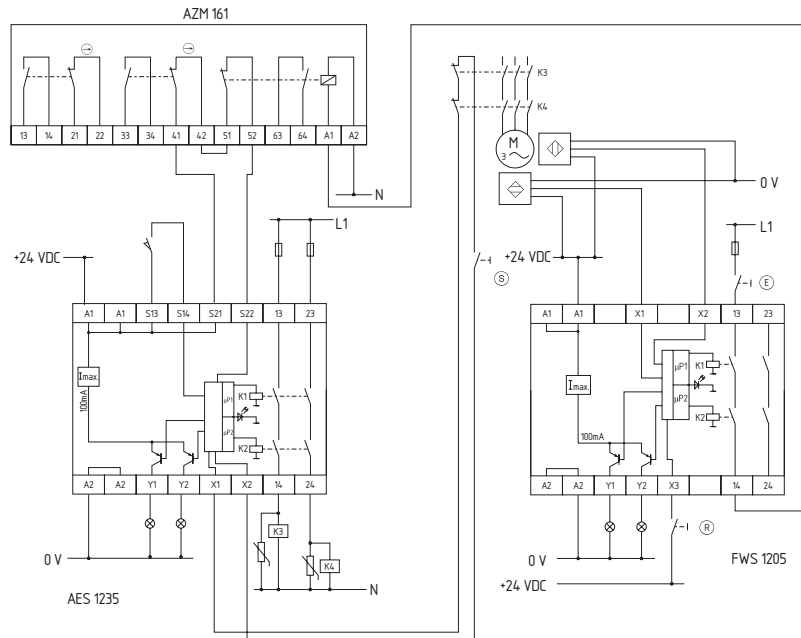 AZM 161
13 14 21 22 33 34 41 42 51 52 63 64 A1 A2
K3
K4
M
3
N
0 V
L1
L1
+24 VDC
+24 VDC
S
E
A1 A1 S13 S14 S21 S22 13 23
A1 A1 X1 X2 13 23
Imax.
100mA
µP1
µP2
K1
K2
Imax.
100mA
µP1
µP2
K1
K2
A2 A2 Y1 Y2 X1 X2 14 24
A2 A2 Y1 Y2 X3 14 24
K3
K4
R
0 V
N
0 V
FWS 1205
+24 VDC
AES 1235